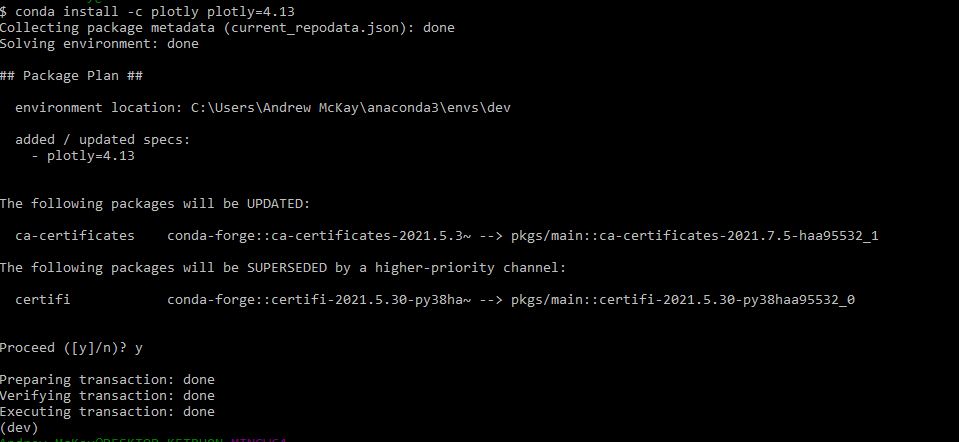 $ conda install -c plotly plotly=4.13
Collecting package metadata (current_repodata.json): done
Solving environment: done
## Package Plan ##
environment location: C:\Users\Andrew McKay\anaconda3\envs\dev
added / updated specs:
- plotly=4.13
The following packages will be UPDATED:
ca-certificates conda-forge::ca-certificates-2021.5.3~ --> pkgs/main::ca-certificates-2021.7.5-haa95532_1
The following packages will be SUPERSEDED by a higher-priority channel:
certifi conda-forge::certifi-2021.5.30-py38ha~ --> pkgs/main::certifi-2021.5.30-py38haa95532_0
Proceed ([y]/n)? y
Preparing transaction: done
Verifying transaction: done
Executing transaction: done
(dev)